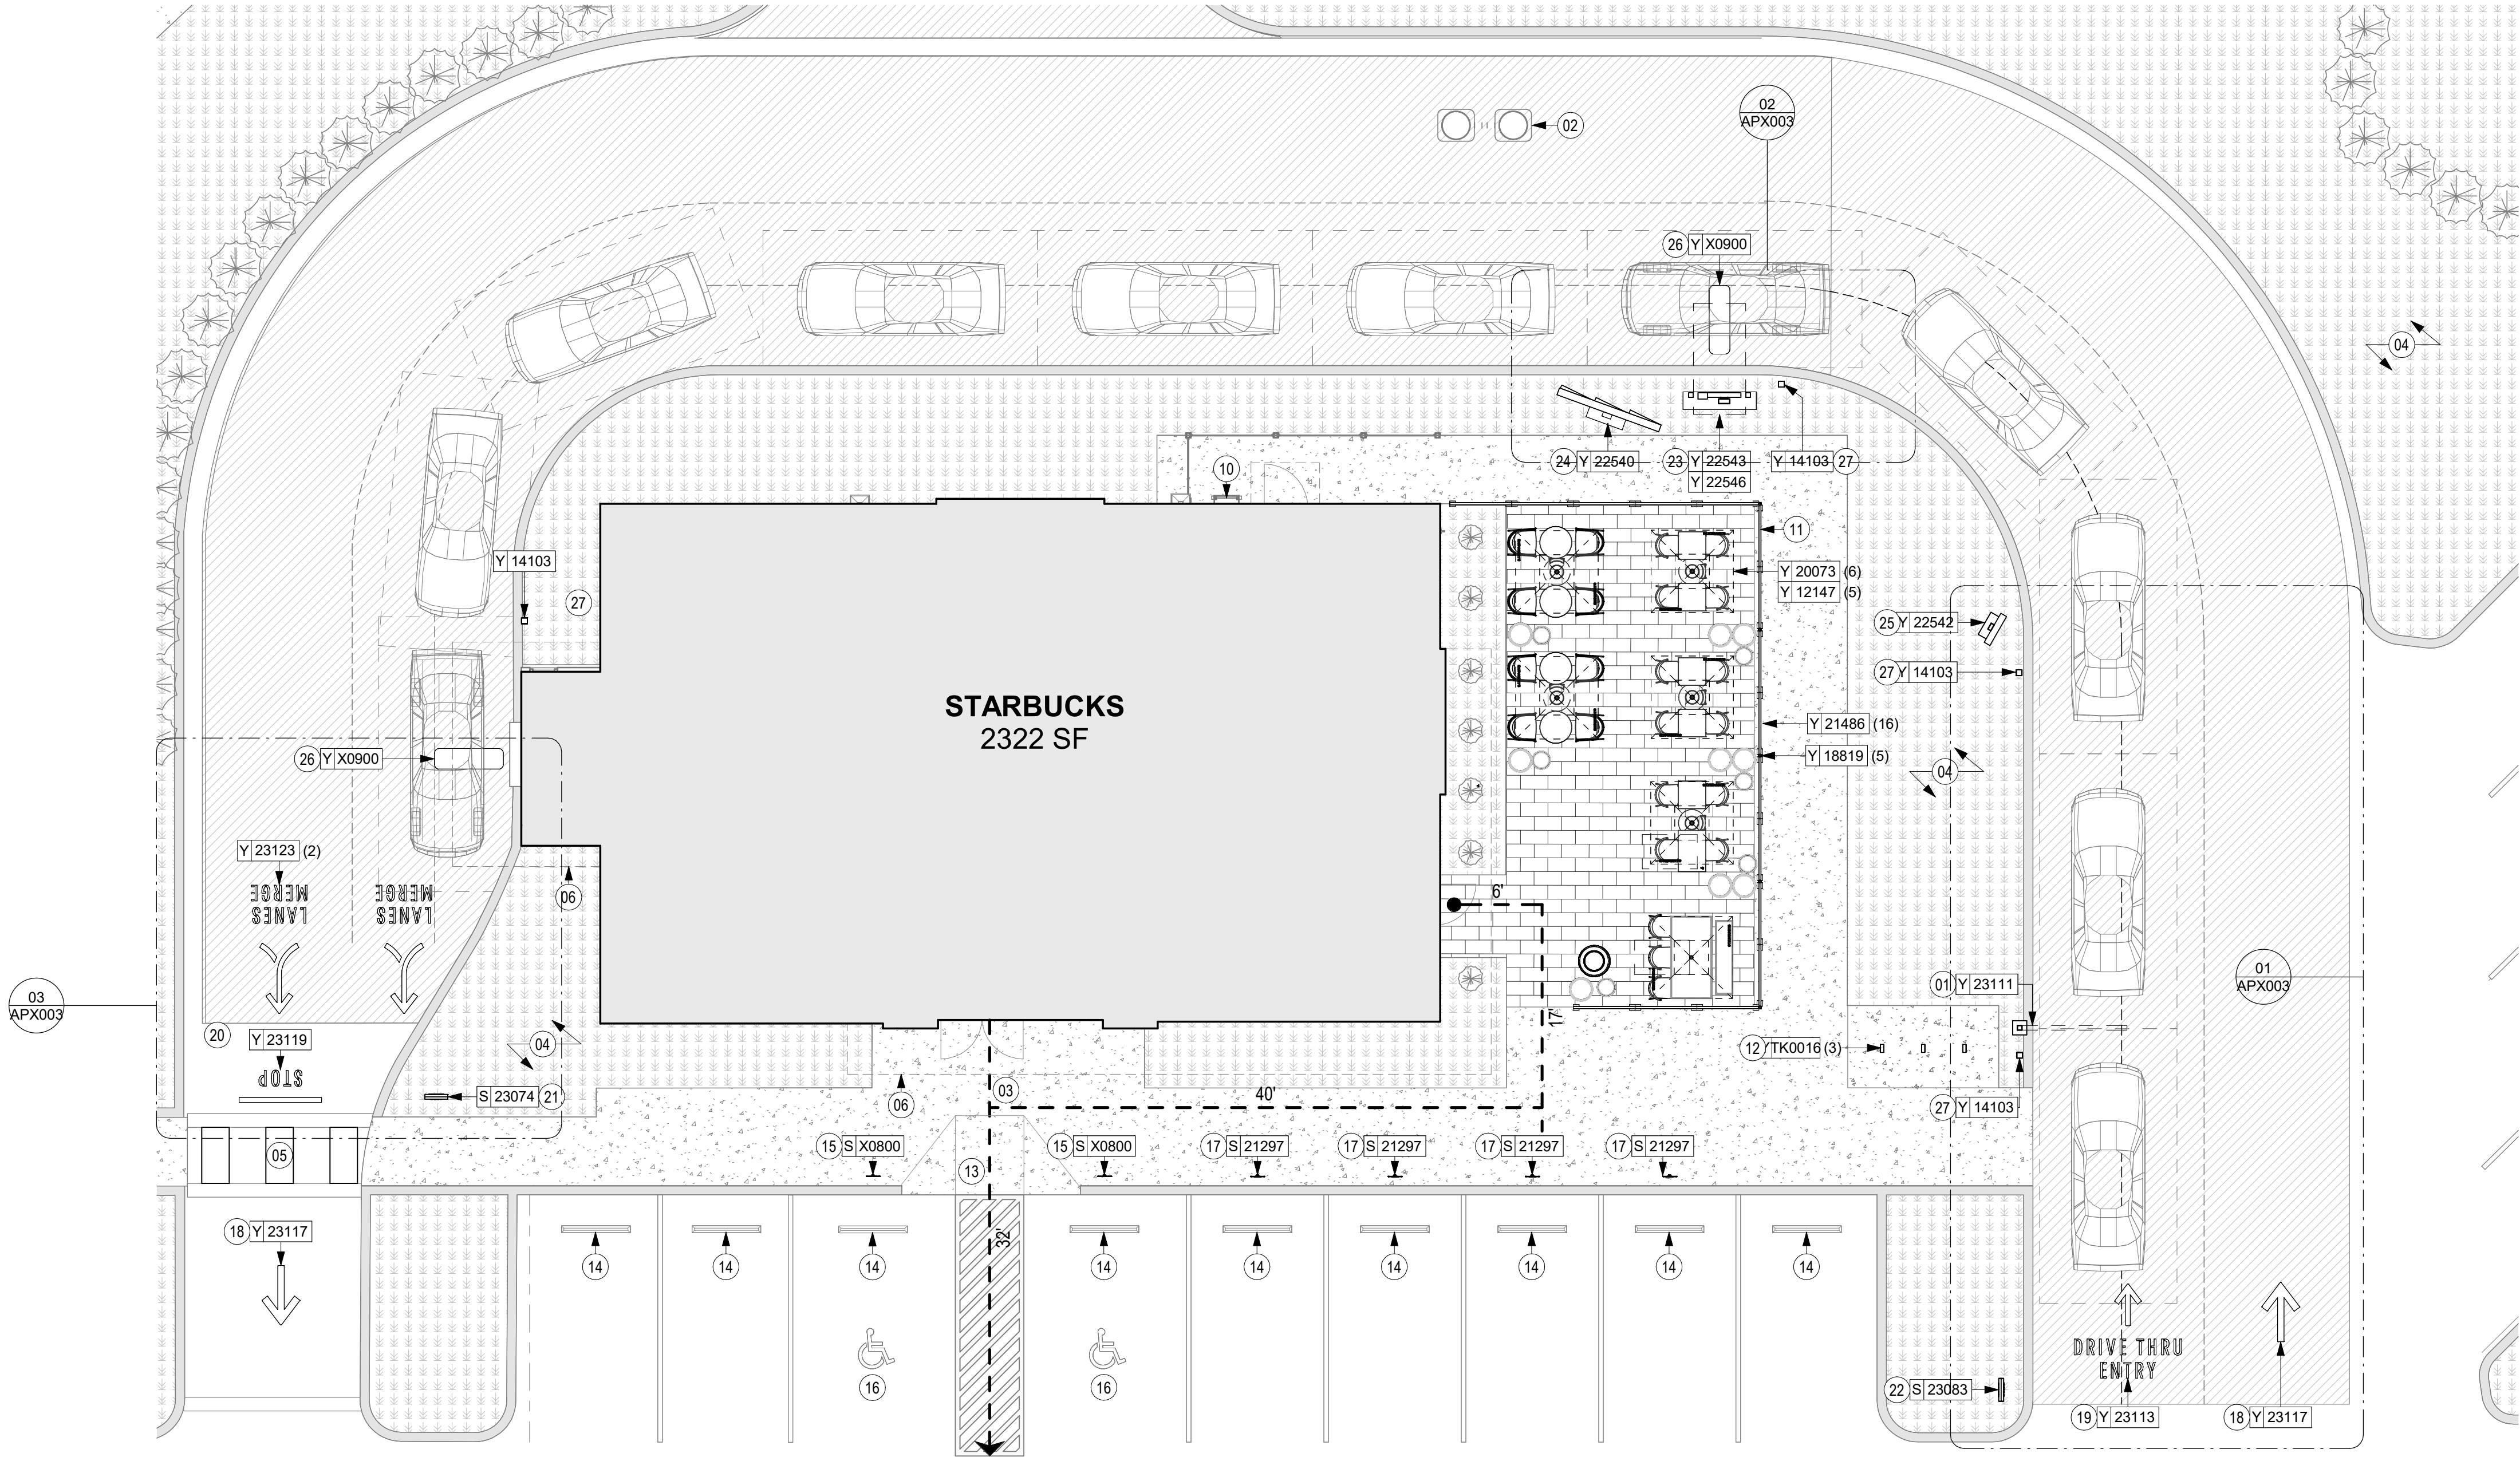 02
02
APX003
26 Y X0900
04
24 Y 22540
23 Y 22543
Y 22546
Y 14103 27
10
11
Y 14103
27
Y 20073 (6)
Y 12147 (5)
25 Y 22542
27 Y 14103
STARBUCKS
2322 SF
Y 21486 (16)
26 Y X0900
Y 18819 (5)
04
Y 23123 (2)
LANES
MERGE
LANES
MERGE
06
6'
03
APX003
01
APX003
01 Y 23111
17'
20
Y 23119
04
12 TK0016 (3)
STOP
S 23074 21
03
06
40'
27 Y 14103
15 S X0800
15 S X0800
17 S 21297
17 S 21297
17 S 21297
17 S 21297
05
13
18 Y 23117
32'
14
14
14
14
14
14
14
14
14
DRIVE THRU
ENTRY
16
16
22 S 23083
19 Y 23113
18 Y 23117